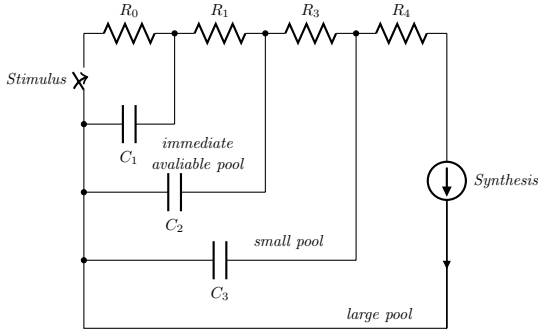 R0 R1 R3 R4
Stimulus
C1
immediate
avaliable pool
Synthesis
C2
small pool
C3
large pool